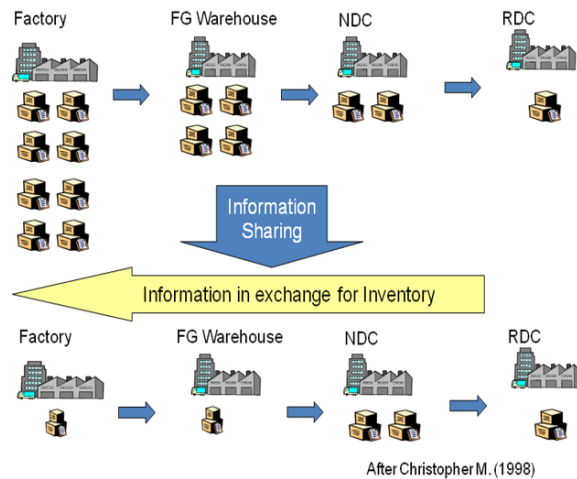 Factory
FG Warehouse
NDC
RDC
Information
Sharing
Information in exchange for Inventory
Factory
FG Warehouse
NDC
RDC
After Christopher M. (1998)